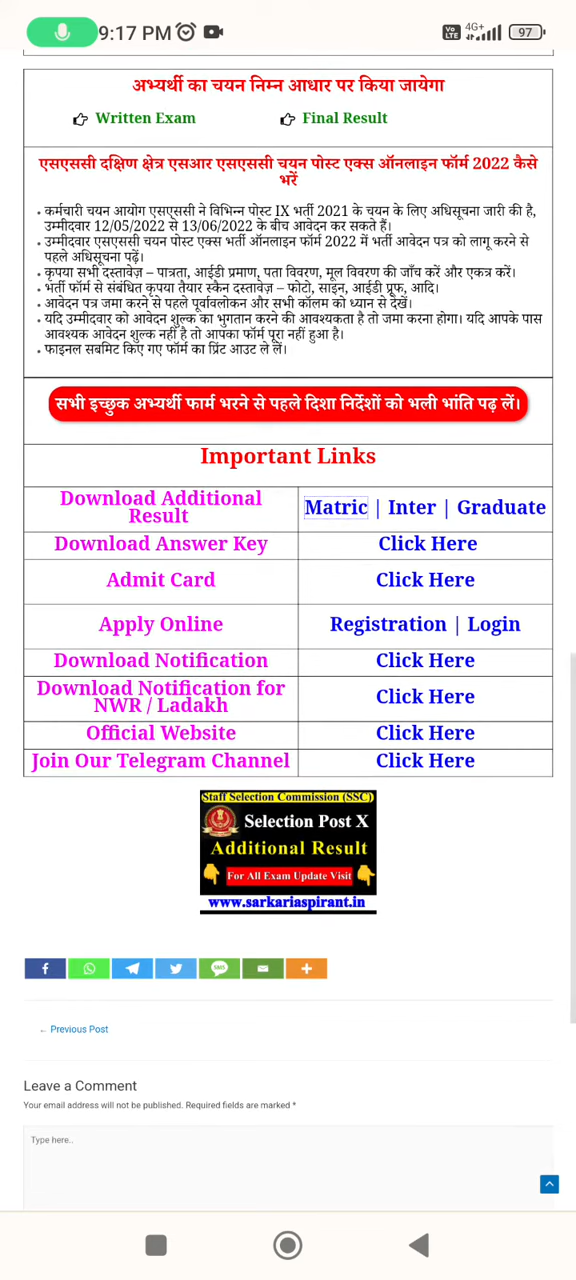 9:17 PM
Vo LTE 4G+ 97
अभ्यर्थी का चयन निम्न आधार पर किया जायेगा
Written Exam Final Result
एसएससी दक्षिण क्षेत्र एसआर एसएससी चयन पोस्ट एक्स ऑनलाइन फॉर्म 2022 कैसे
भरें
• कर्मचारी चयन आयोग एसएससी ने विभिन्न पोस्ट IX भर्ती 2021 के चयन के लिए अधिसूचना जारी की है,
उम्मीदवार 12/05/2022 से 13/06/2022 के बीच आवेदन कर सकते हैं।
• उम्मीदवार एसएससी चयन पोस्ट एक्स भर्ती ऑनलाइन फॉर्म 2022 में भर्ती आवेदन पत्र को लागू करने से
पहले अधिसूचना पढ़ें।
• कृपया सभी दस्तावेज़ – पात्रता, आईडी प्रमाण, पता विवरण, मूल विवरण की जाँच करें और एकत्र करें।
• भर्ती फॉर्म से संबंधित कृपया तैयार स्कैन दस्तावेज़ – फोटो, साइन, आईडी प्रूफ, आदि।
• आवेदन पत्र जमा करने से पहले पूर्वावलोकन और सभी कॉलम को ध्यान से देखें।
• यदि उम्मीदवार को आवेदन शुल्क का भुगतान करने की आवश्यकता है तो जमा करना होगा। यदि आपके पास
आवश्यक आवेदन शुल्क नहीं है तो आपका फॉर्म पूरा नहीं हुआ है।
• फाइनल सबमिट किए गए फॉर्म का प्रिंट आउट ले लें।
सभी इच्छुक अभ्यर्थी फार्म भरने से पहले दिशा निर्देशों को भली भांति पढ़ लें।
Important Links
Download Additional
Result
Matric | Inter | Graduate
Download Answer Key Click Here
Admit Card Click Here
Apply Online Registration | Login
Download Notification Click Here
Download Notification for
NWR / Ladakh
Click Here
Official Website Click Here
Join Our Telegram Channel Click Here
Staff Selection Commission (SSC)
Selection Post X
Additional Result
For All Exam Update Visit
www.sarkariaspirant.in
SMS
← Previous Post
Leave a Comment
Your email address will not be published. Required fields are marked *
Type here..